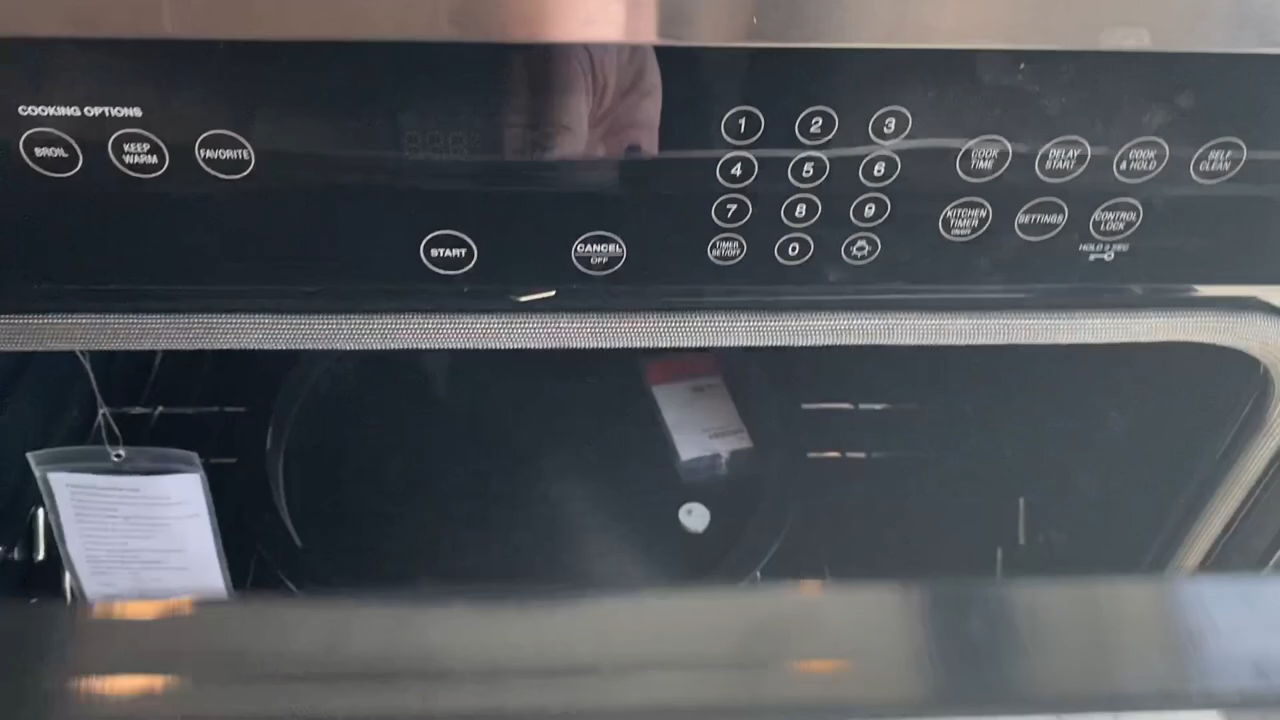 COOKING OPTIONS
BROIL
KEEP
WARM
FAVORITE
START
CANCEL
OFF
1
2
3
4
5
6
7
8
9
TIMER
SET/OFF
0
COOK
TIME
DELAY
START
COOK
& HOLD
SELF
CLEAN
KITCHEN
TIMER
ON/OFF
SETTINGS
CONTROL
LOCK
HOLD 3 SEC